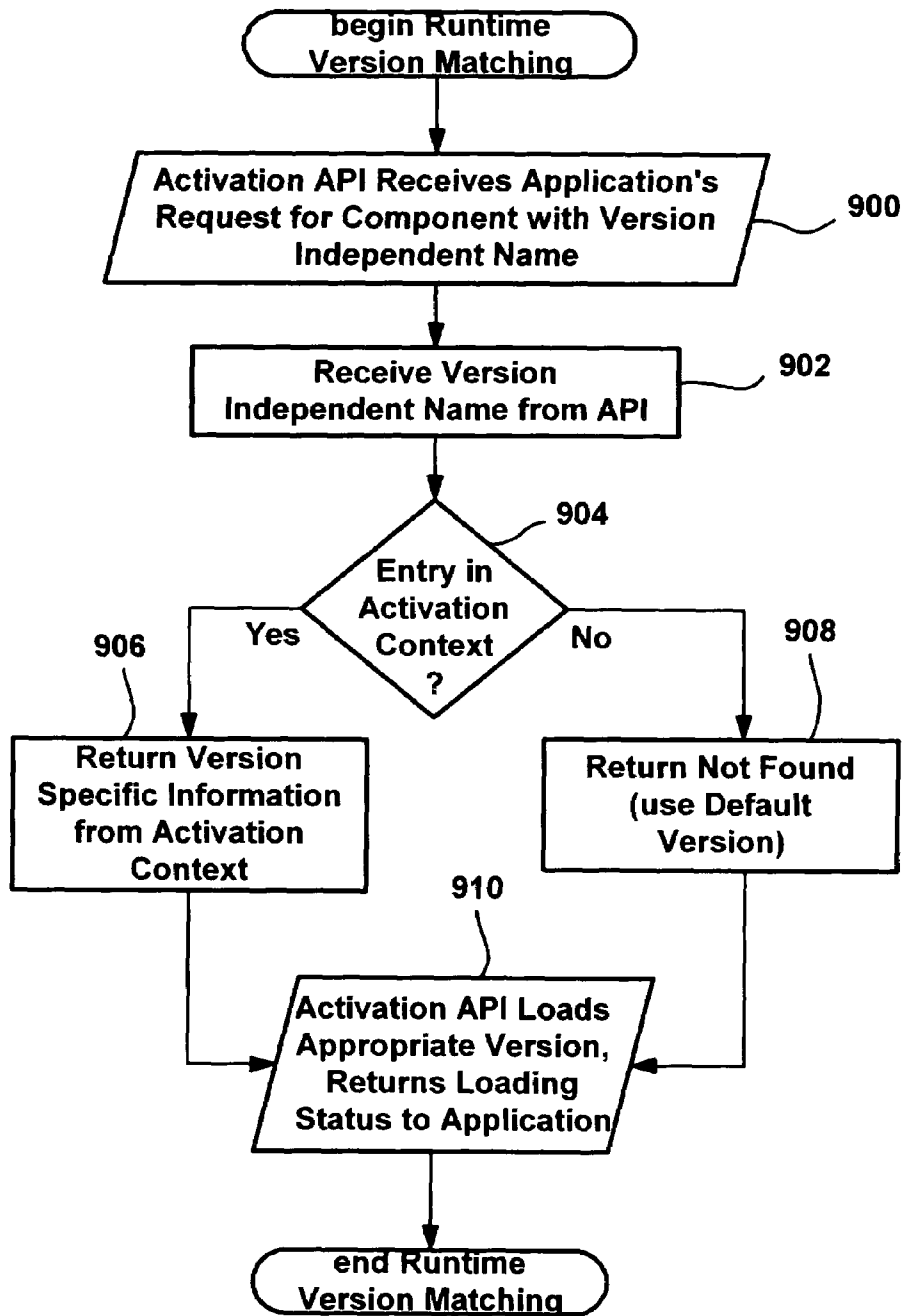 begin Runtime
Version Matching
Activation API Receives Application's
Request for Component with Version
Independent Name
900
Receive Version
Independent Name from API
902
904
Entry in
Activation
Context
?
Yes
No
906
908
Return Version
Specific Information
from Activation
Context
Return Not Found
(use Default
Version)
910
Activation API Loads
Appropriate Version,
Returns Loading
Status to Application
end Runtime
Version Matching